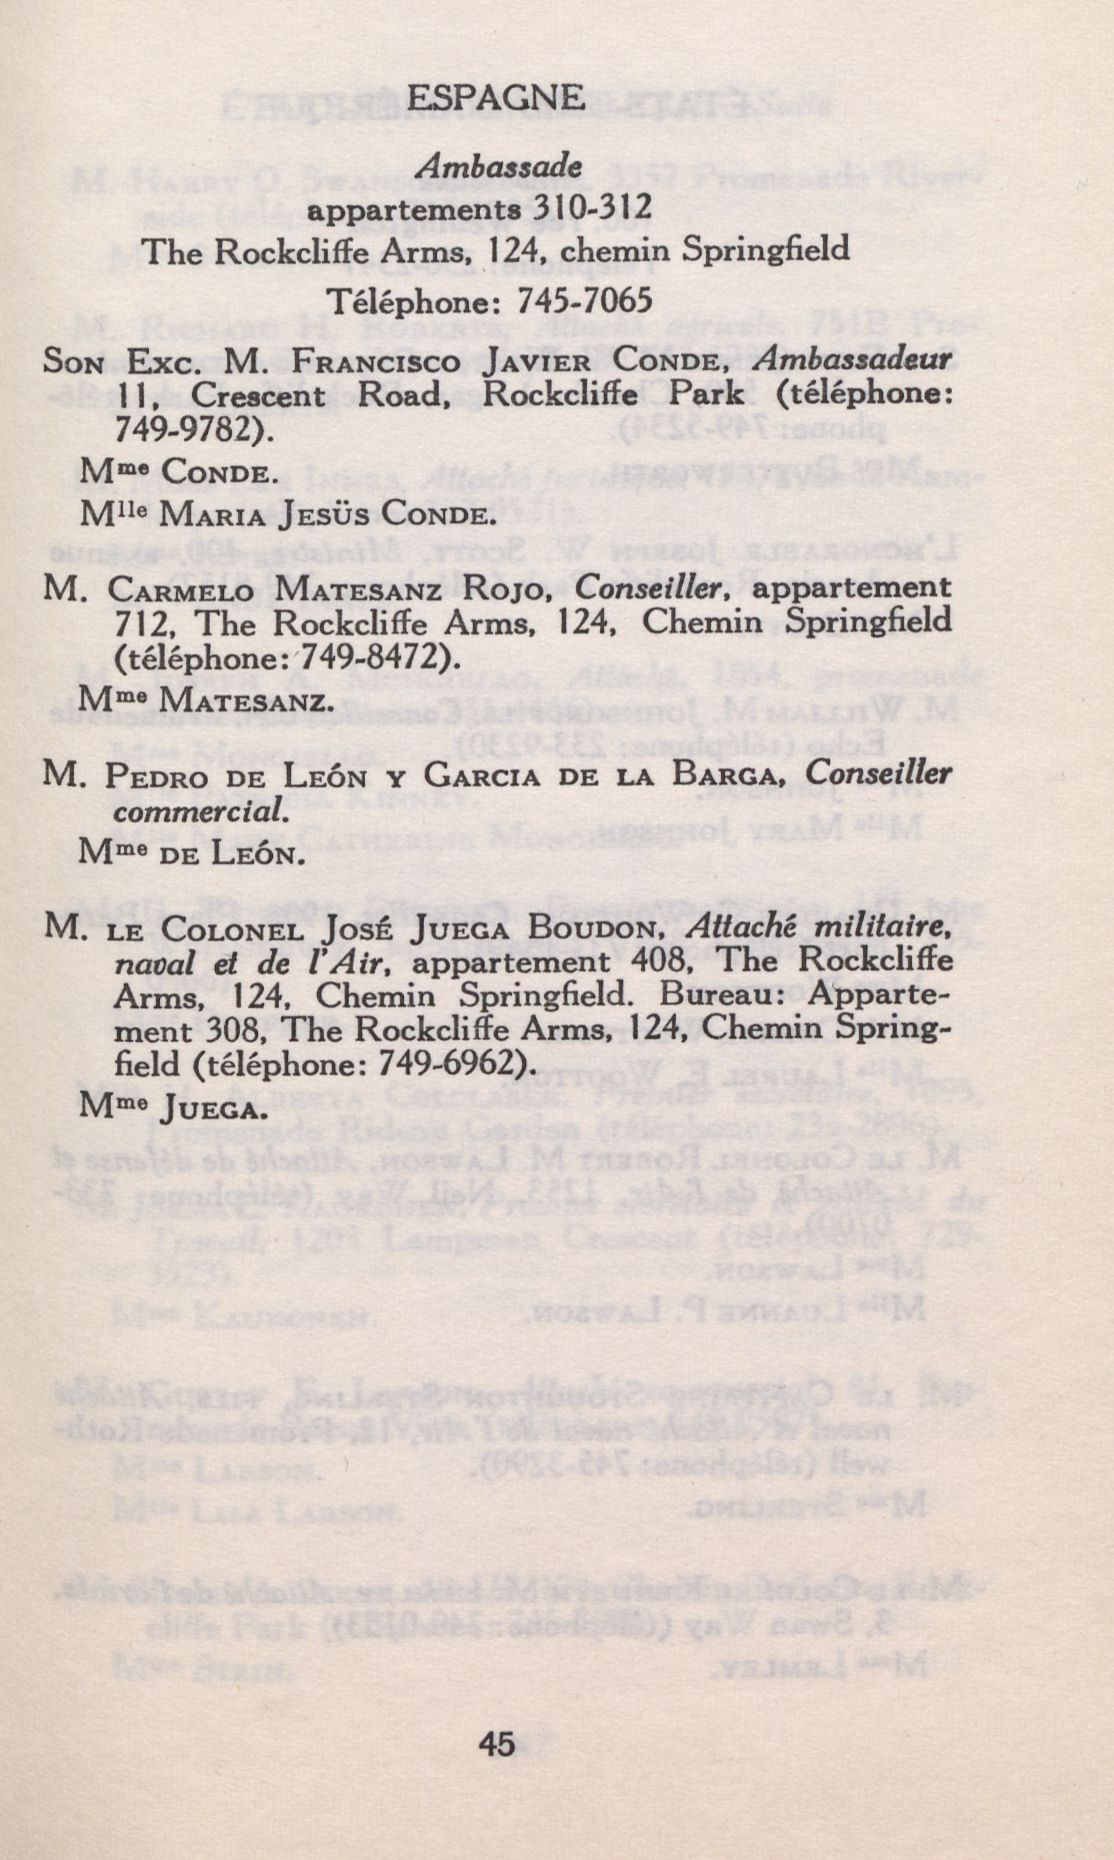 ESPAGNE
Ambassade
appartements 310-312
The Rockcliffe Arms, 124, chemin Springfield
Téléphone: 745-7065
SON EXC. M. FRANCISCO JAVIER CONDE, Ambassadeur
11, Crescent Road, Rockcliffe Park (téléphone:
749-9782).
Mme CONDE.
Mlle MARIA JESÜS CONDE.
M. CARMELO MATESANZ ROJO, Conseiller, appartement
712, The Rockcliffe Arms, 124, Chemin Springfield
(téléphone: 749-8472).
Mme MATESANZ.
M. PEDRO DE LEÓN Y GARCIA DE LA BARGA, Conseiller
commercial.
Mme DE LEÓN.
M. LE COLONEL JOSÉ JUEGA BOUDON, Attaché militaire,
naval et de l'Air, appartement 408, The Rockcliffe
Arms, 124, Chemin Springfield. Bureau: Apparte-
ment 308, The Rockcliffe Arms, 124, Chemin Spring-
field (téléphone: 749-6962).
Mme JUEGA.
45